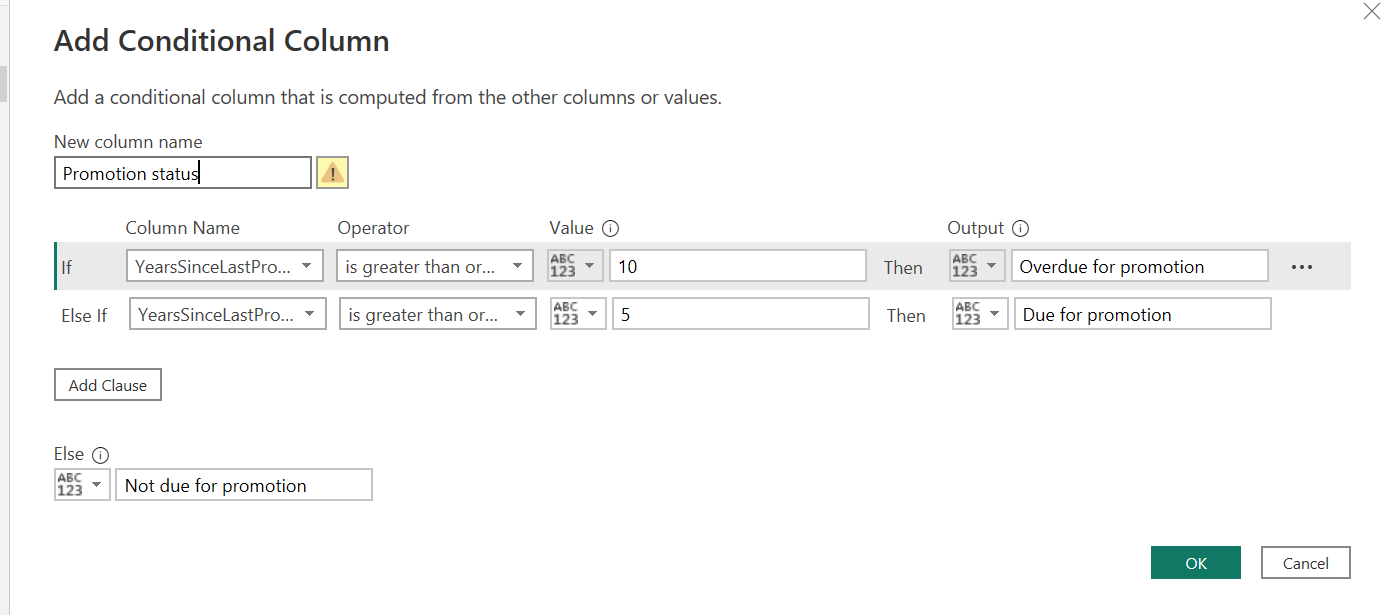 Add Conditional Column
Add a conditional column that is computed from the other columns or values.
New column name
Promotion status
Column Name Operator Value Output
If YearsSinceLastPro... is greater than or... ABC 123 10 Then ABC 123 Overdue for promotion ...
Else If YearsSinceLastPro... is greater than or... ABC 123 5 Then ABC 123 Due for promotion
Add Clause
Else
ABC 123 Not due for promotion
OK Cancel